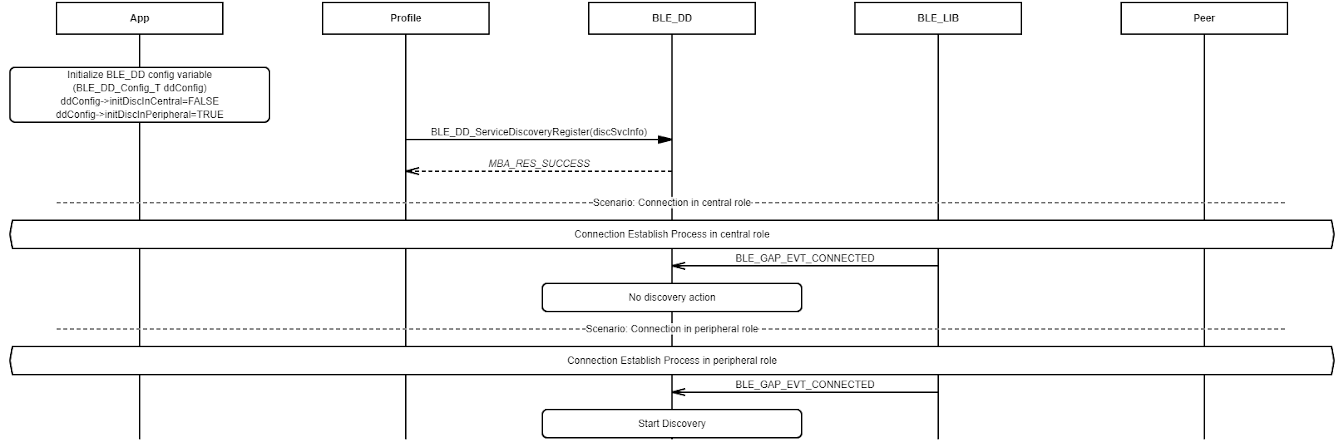 App
Profile
BLE_DD
BLE_LIB
Peer
Initialize BLE_DD config variable
(BLE_DD_Config_T ddConfig)
ddConfig->initDiscInCentral=FALSE
ddConfig->initDiscInPeripheral=TRUE
BLE_DD_ServiceDiscoveryRegister(discSvcInfo)
MBA_RES_SUCCESS
Scenario: Connection in central role
Connection Establish Process in central role
BLE_GAP_EVT_CONNECTED
No discovery action
Scenario: Connection in peripheral role
Connection Establish Process in peripheral role
BLE_GAP_EVT_CONNECTED
Start Discovery